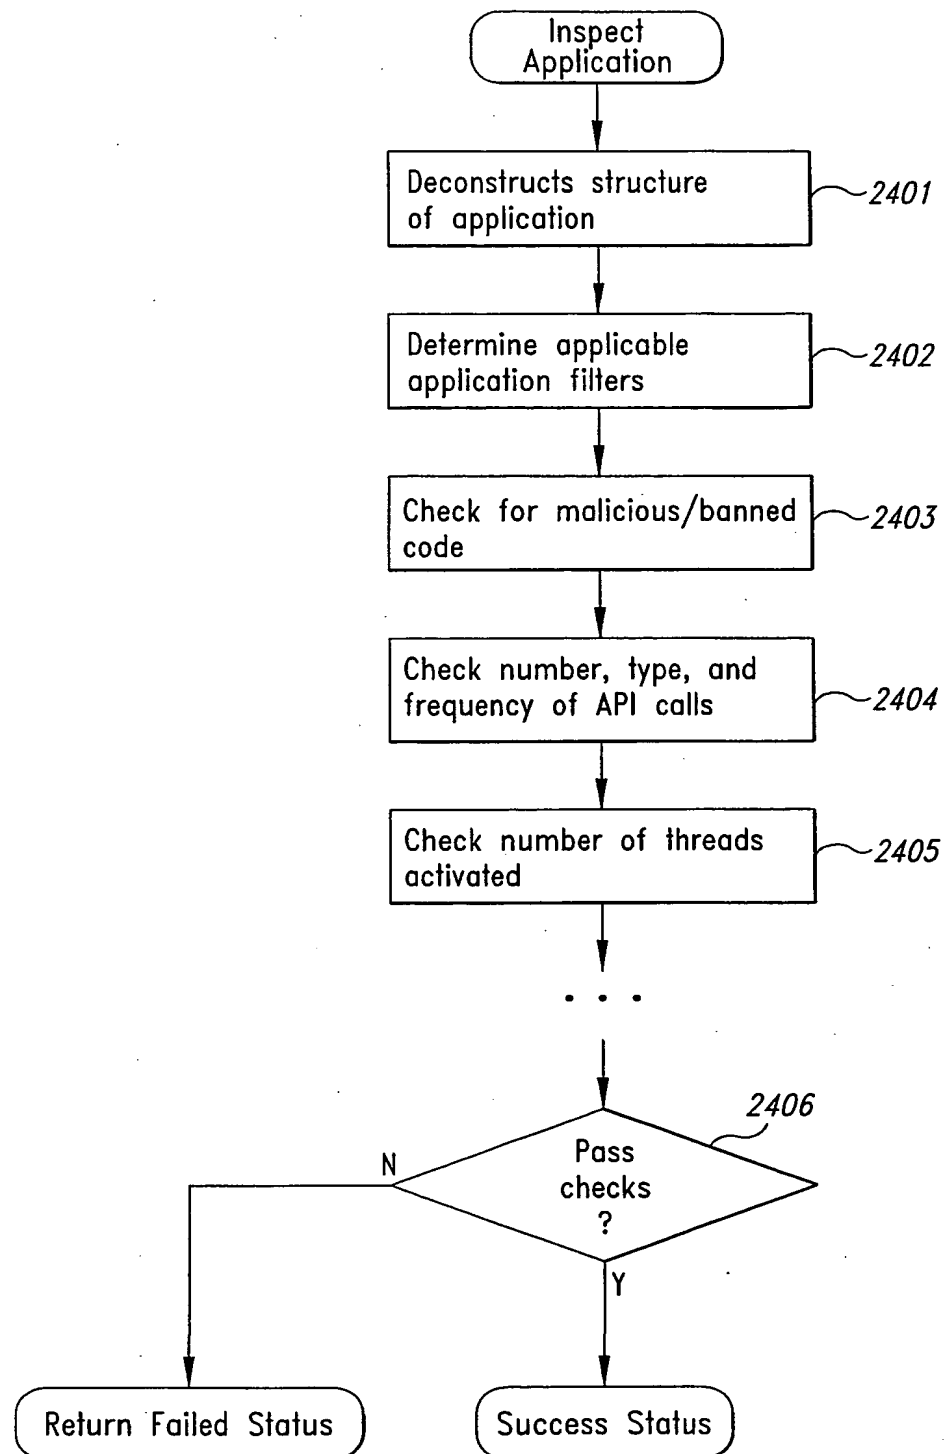 Inspect
Application
Deconstructs structure
of application
2401
Determine applicable
application filters
2402
Check for malicious/banned
code
2403
Check number, type, and
frequency of API calls
2404
Check number of threads
activated
2405
. . .
2406
Pass
checks
?
N
Y
Return Failed Status
Success Status